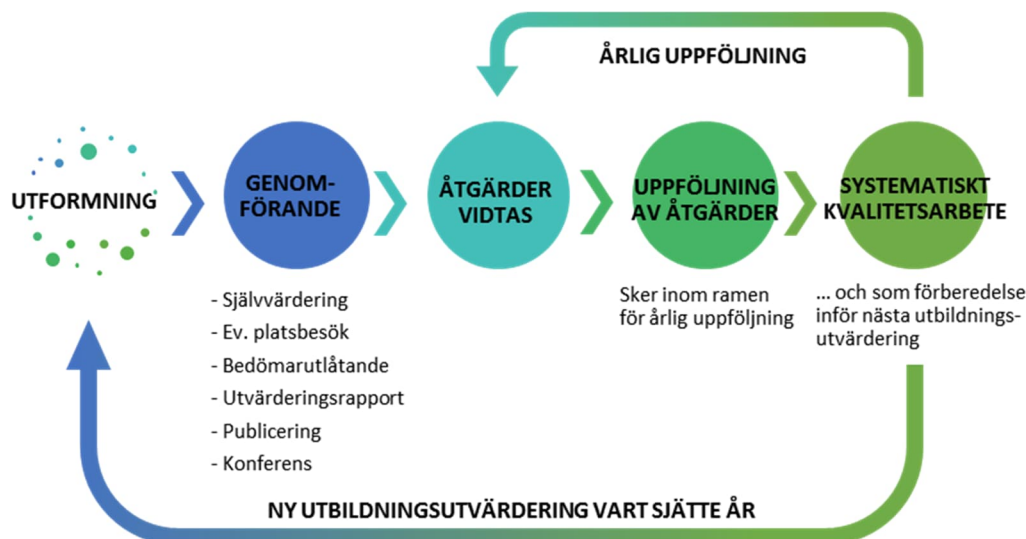 ÅRLIG UPPFÖLJNING
UTFORMNING
GENOM-
FÖRANDE
ÅTGÄRDER
VIDTAS
UPPFÖLJNING
AV ÅTGÄRDER
SYSTEMATISKT
KVALITETSARBETE
- Självvärdering
- Ev. platsbesök
- Bedömarutlåtande
- Utvärderingsrapport
- Publicering
- Konferens
Sker inom ramen
för årlig uppföljning
... och som förberedelse
inför nästa utbildnings-
utvärdering
NY UTBILDNINGSUTVÄRDERING VART SJÄTTE ÅR